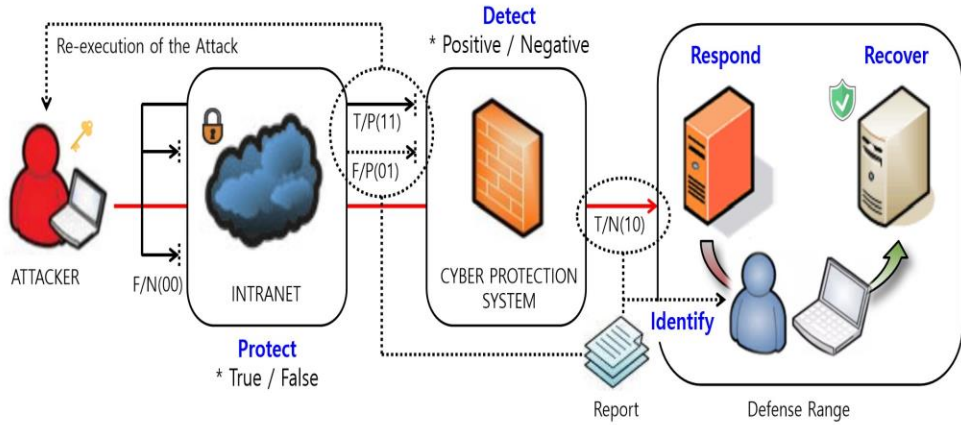 Detect
* Positive / Negative
Re-execution of the Attack
Respond
Recover
T/P(11)
F/P(01)
T/N(10)
ATTACKER
F/N(00)
INTRANET
CYBER PROTECTION
SYSTEM
Identify
Protect
* True / False
Report
Defense Range